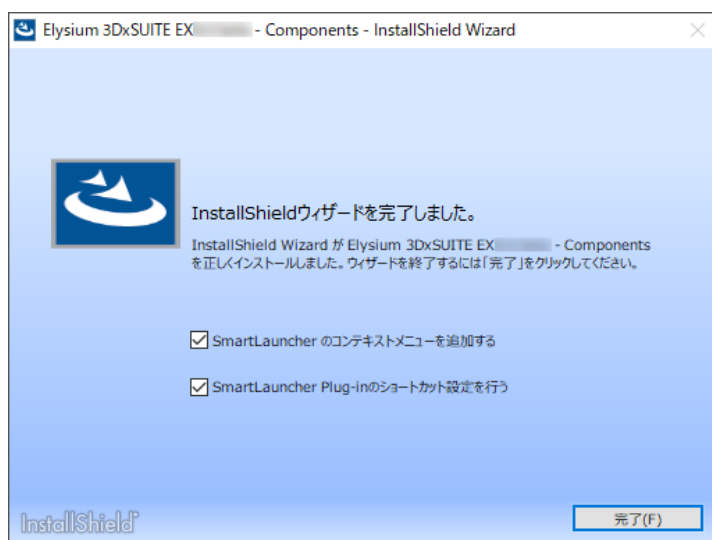 Elysium 3DxSUITE EX - Components - InstallShield Wizard
InstallShieldウィザードを完了しました。
InstallShield Wizard が Elysium 3DxSUITE EX - Components
を正しくインストールしました。ウィザードを終了するには「完了」をクリックしてください。
SmartLauncher のコンテキストメニューを追加する
SmartLauncher Plug-inのショートカット設定を行う
InstallShield
完了(F)